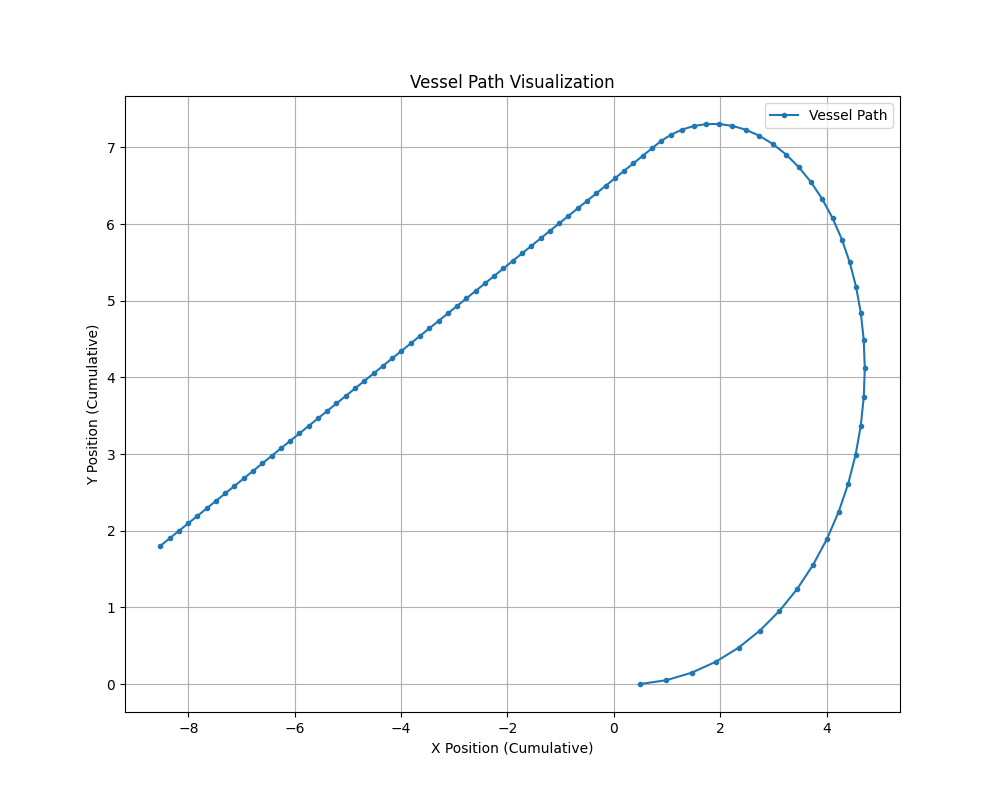 Vessel Path Visualization
Vessel Path
7
6
5
4
3
2
1
0
Y Position (Cumulative)
−8 −6 −4 −2 0 2 4
X Position (Cumulative)